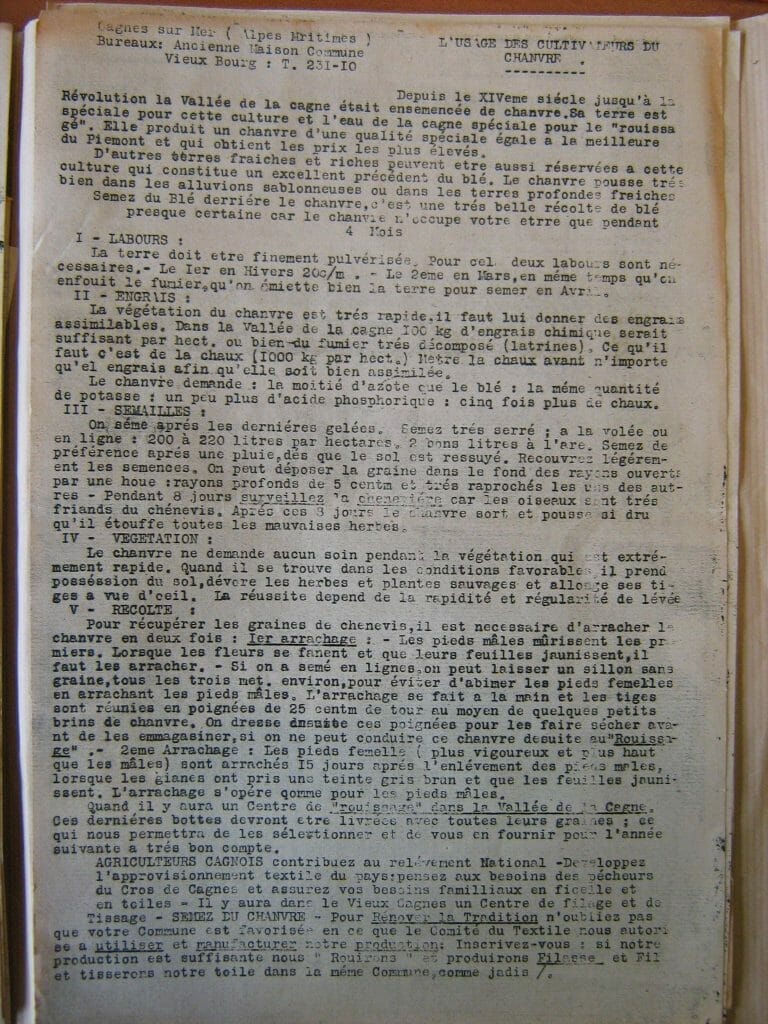 Cagnes sur Mer ( Alpes Mritimes )
Bureaux: Ancienne Maison Commune
Vieux Bourg : T. 231-I0
L'USAGE DES CULTIVATEURS DU
CHANVRE .
----------
Depuis le XIVeme siécle jusqu'à la
Révolution la Vallée de la cagne était ensemencée de chanvre.Sa terre est
spéciale pour cette culture et l'eau de la cagne spéciale pour le "rouissa
gé". Elle produit un chanvre d'une qualité spéciale égale a la meilleure
du Piemont et qui obtient les prix les plus élevés.
D'autres terres fraiches et riches peuvent etre aussi réservées a cette
culture qui constitue un excellent précédent du blé. Le chanvre pousse trés
bien dans les alluvions sablonneuses ou dans les terres profondes fraiches
Semez du Blé derriére le chanvre,c'est une trés belle récolte de blé
presque certaine car le chanvre n'occupe votre etrre que pendant
4 Mois
I - LABOURS :
La terre doit etre finement pulvérisée. Pour cel deux labours sont né-
cessaires.- Le Ier en Hivers 20c/m . - Le 2eme en Mars,en méme temps qu'on
enfouit le fumier,qu'on émiette bien la terre pour semer en Avril.
II - ENGRAIS :
La végétation du chanvre est trés rapide.il faut lui donner des engrais
assimilables. Dans la Vallée de la cagne I00 kg d'engrais chimique serait
suffisant par hect. ou bien du fumier trés décomposé (latrines). Ce qu'il
faut c'est de la chaux (I000 kg par hect.) Metre la chaux avant n'importe
qu'el engrais afin qu'elle soit bien assimilée.
Le chanvre demande : la moitié d'azote que le blé : la méme quantité
de potasse : un peu plus d'acide phosphorique : cinq fois plus de chaux.
III - SEMAILLES :
On séme aprés les derniéres gelées. Semez trés serré ; a la volée ou
en ligne : 200 à 220 litres par hectares. 2 bons litres à l'are. Semez de
préférence aprés une pluie,dès que le sol est ressuyé. Recouvrez légérem-
ent les semences. On peut déposer la graine dans le fond des rayons ouverts
par une houe :rayons profonds de 5 centm et trés raprochés les uns des aut-
res - Pendant 8 jours surveillez la cheneviére car les oiseaux sont trés
friands du chénevis. Aprés ces 8 jours le chanvre sort et pousse si dru
qu'il étouffe toutes les mauvaises herbes.
IV - VEGETATION :
Le chanvre ne demande aucun soin pendant la végétation qui est extré-
mement rapide. Quand il se trouve dans les conditions favorables il prend
posséssion du sol,dévore les herbes et plantes sauvages et allonge ses ti-
ges a vue d'oeil. La réussite depend de la rapidité et régularité de levée
V - RECOLTE :
Pour récupérer les graines de chenevis,il est necessaire d'arracher le
chanvre en deux fois : Ier arrachage : - Les pieds mâles mûrissent les pre
miers. Lorsque les fleurs se fanent et que leurs feuilles jaunissent,il
faut les arracher. - Si on a semé en lignes,on peut laisser un sillon sans
graine,tous les trois met. environ,pour éviter d'abimer les pieds femelles
en arrachant les pieds mâles. L'arrachage se fait a la main et les tiges
sont réunies en poignées de 25 centm de tour au moyen de quelques petits
brins de chanvre. On dresse ensuite ces poignées pour les faire sécher ava-
nt de les emmagasiner,si on ne peut conduire ce chanvre desuite au"Rouissa-
ge" .- 2eme Arrachage : Les pieds femelle ( plus vigoureux et plus haut
que les mâles) sont arrachés I5 jours aprés l'enlévement des pieds males,
lorsque les glanes ont pris une teinte gris brun et que les feuilles jauni-
ssent. L'arrachage s'opére qomme pour les pieds mâles.
Quand il y aura un Centre de "rouissage" dans la Vallée de la Cagne.
Ces derniéres bottes devront etre livrées avec toutes leurs graines ; ce
qui nous permettra de les sélectionner et de vous en fournir pour l'année
suivante a trés bon compte.
AGRICULTEURS CAGNOIS contribuez au relévement National -Developpez
l'approvisionnement textile du pays:pensez aux besoins des pécheurs
du Cros de Cagnes et assurez vos besoins familliaux en ficelle et
en toiles - Il y aura dans le Vieux Cagnes un Centre de filage et de
Tissage - SEMEZ DU CHANVRE - Pour Rénover la Tradition n'oubliez pas
que votre Commune est favorisée en ce que le Comité du Textile nous autori
se a utiliser et manufacturer notre production: Inscrivez-vous : si notre
production est suffisante nous " Rouirons " et produirons Filasse et Fil
et tisserons notre toile dans la méme Commune,comme jadis /.